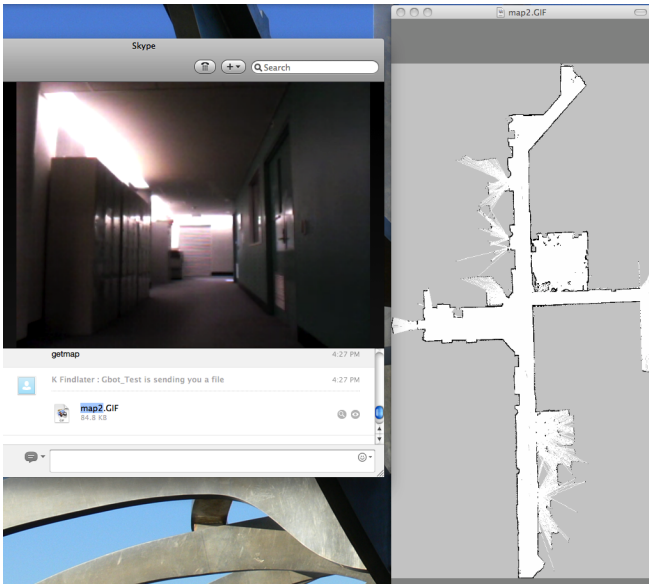 Skype
Search
getmap
4:27 PM
K Findlater : Gbot_Test is sending you a file
4:27 PM
map2.GIF
84.8 KB
map2.GIF